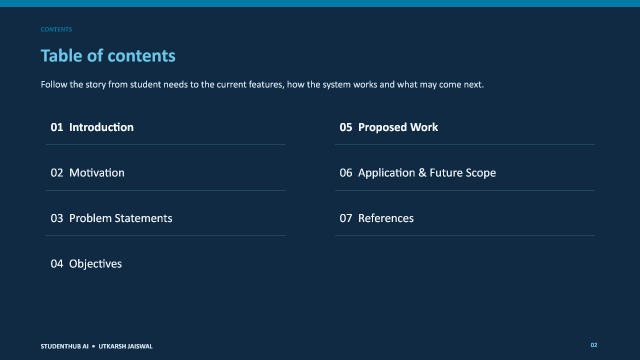 CONTENTS
Table of contents
Follow the story from student needs to the current features, how the system works and what may come next.
01 Introduction
02 Motivation
03 Problem Statements
04 Objectives
05 Proposed Work
06 Application & Future Scope
07 References
STUDENTHUB AI • UTKARSH JAISWAL
02